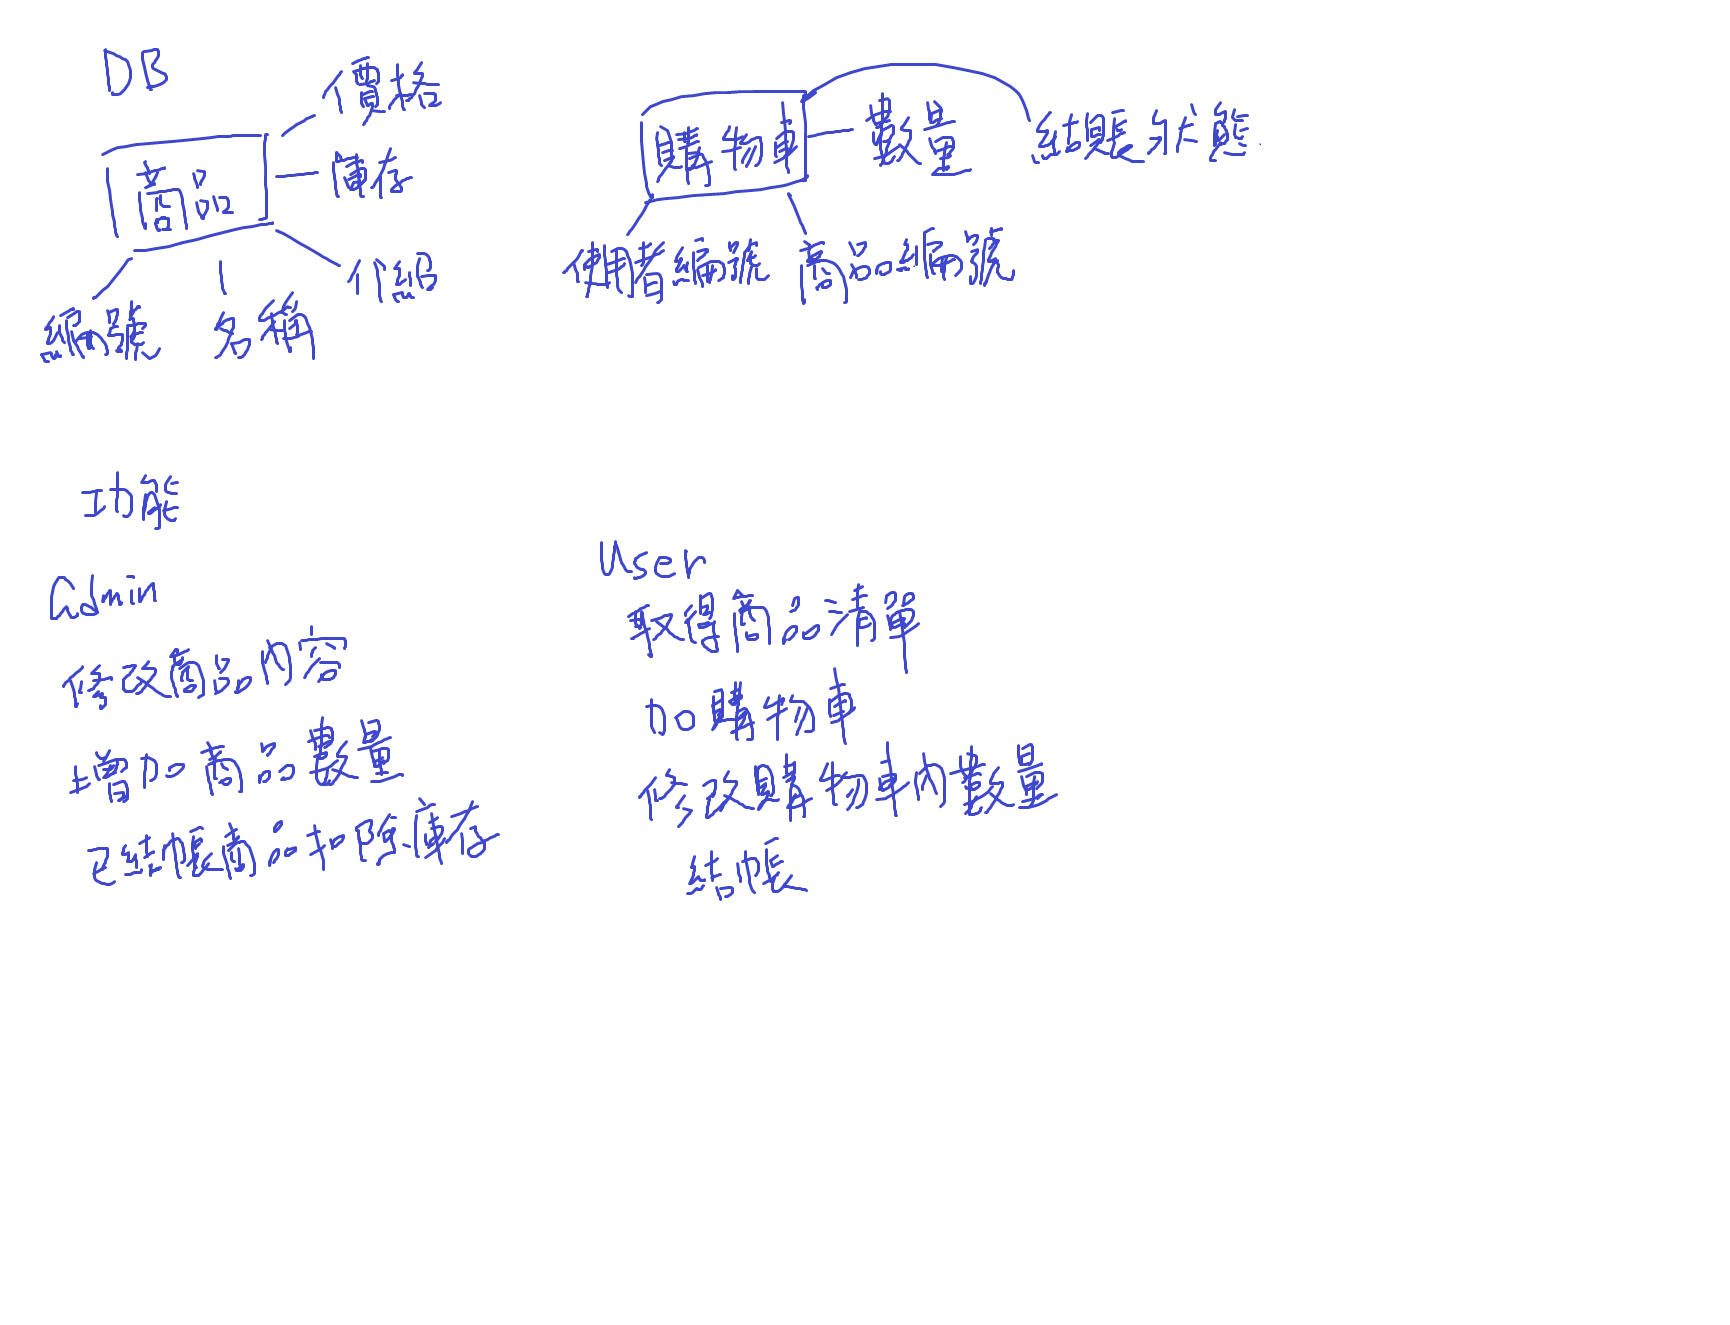 DB
價格
商品
庫存
介紹
編號
名稱
購物車
數量
結賬狀態
使用者編號
商品編號
功能
admin
修改商品內容
增加商品數量
已結帳商品扣除庫存
User
取得商品清單
加購物車
修改購物車內數量
結帳